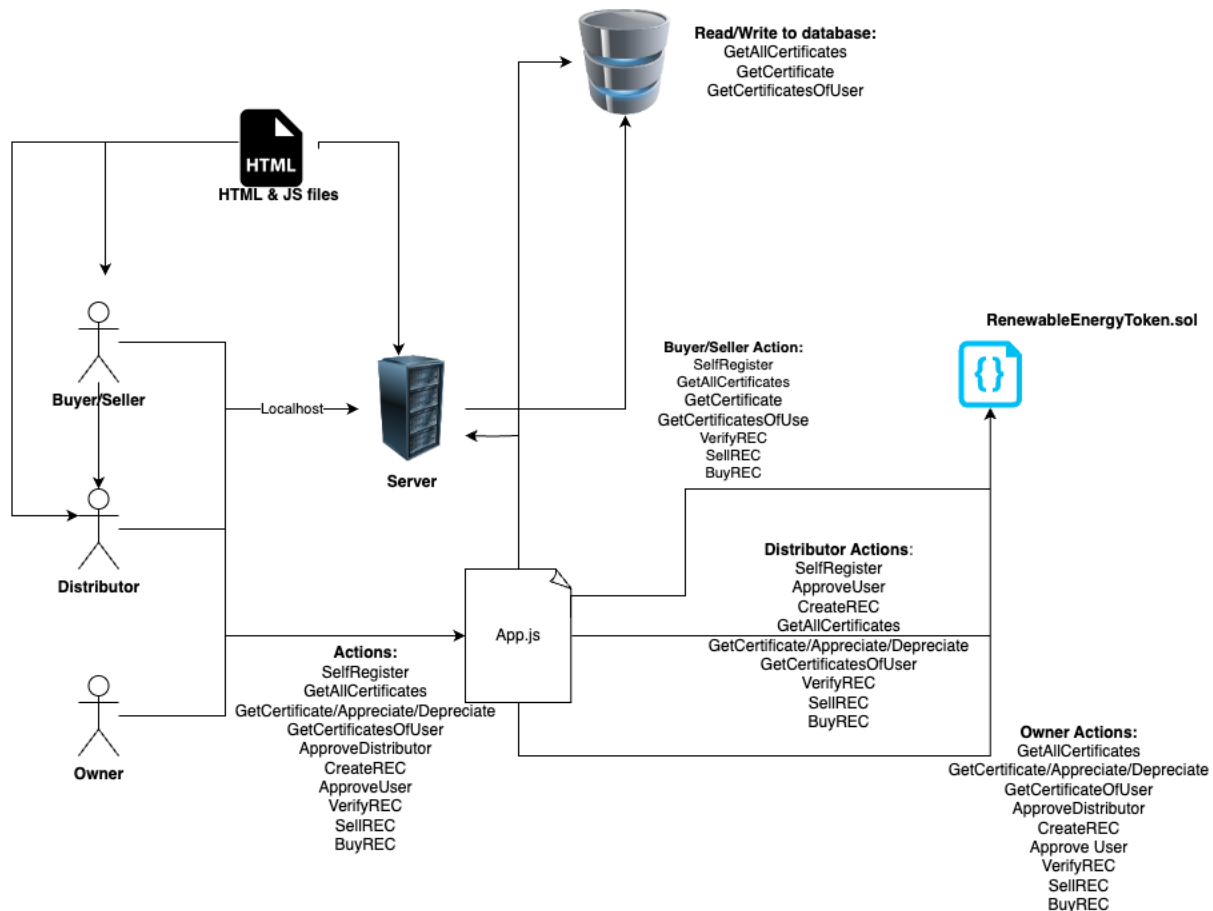 Read/Write to database:
GetAllCertificates
GetCertificate
GetCertificatesOfUser
HTML
HTML & JS files
RenewableEnergyToken.sol
{}
Buyer/Seller
Localhost
Server
Buyer/Seller Action:
SelfRegister
GetAllCertificates
GetCertificate
GetCertificatesOfUse
VerifyREC
SellREC
BuyREC
Distributor
App.js
Distributor Actions:
SelfRegister
ApproveUser
CreateREC
GetAllCertificates
GetCertificate/Appreciate/Depreciate
GetCertificatesOfUser
VerifyREC
SellREC
BuyREC
Owner
Actions:
SelfRegister
GetAllCertificates
GetCertificate/Appreciate/Depreciate
GetCertificatesOfUser
ApproveDistributor
CreateREC
ApproveUser
VerifyREC
SellREC
BuyREC
Owner Actions:
GetAllCertificates
GetCertificate/Appreciate/Depreciate
GetCertificateOfUser
ApproveDistributor
CreateREC
Approve User
VerifyREC
SellREC
BuyREC